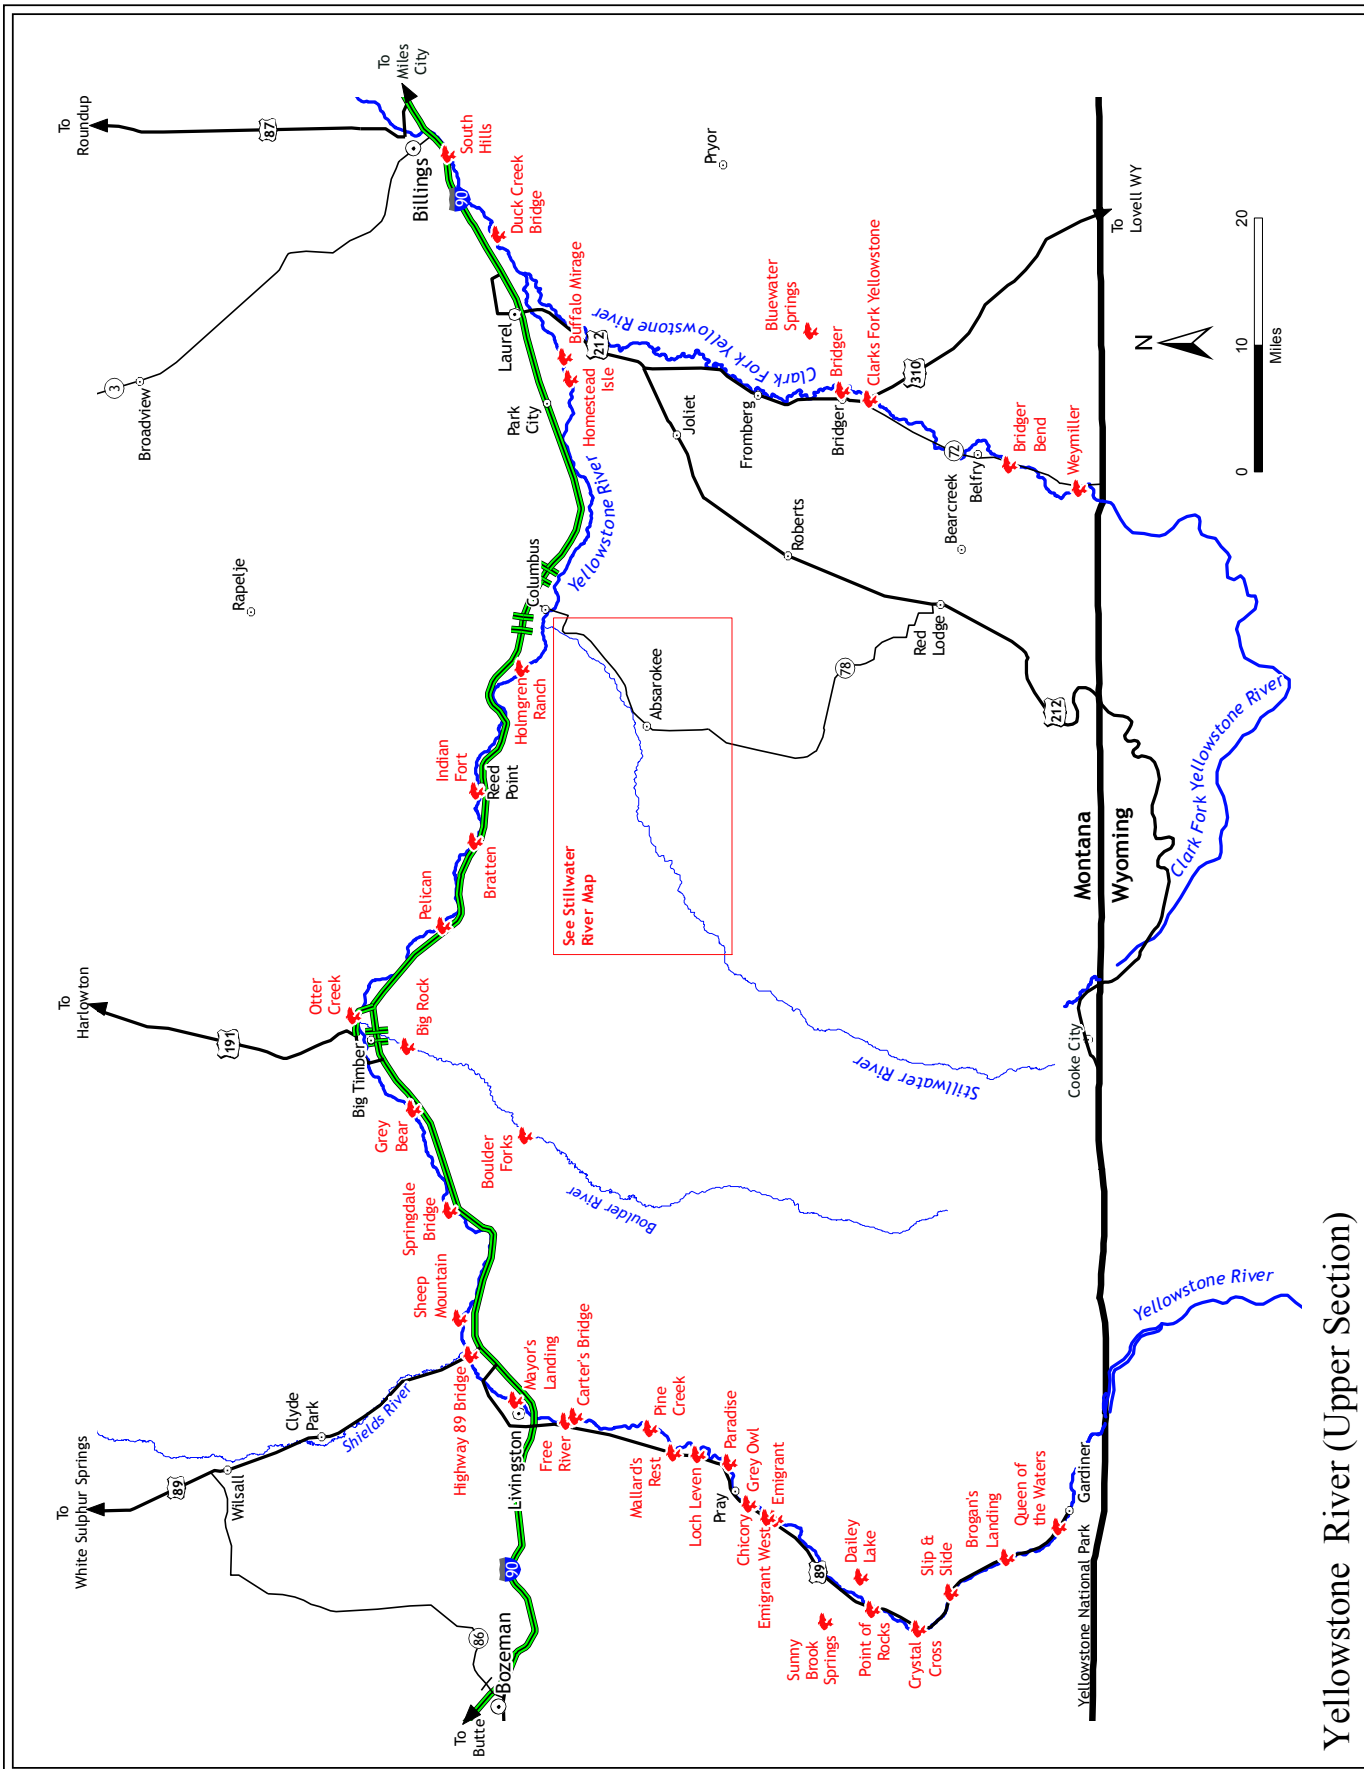 To
Roundup
87
To
Miles
City
Billings
South
Hills
90
Duck Creek
Bridge
Pryor
3
Broadview
Laurel
Buffalo Mirage
212
Park
City
Homestead
Isle
Clark Fork Yellowstone River
Bluewater
Springs
Bridger
Clarks Fork Yellowstone
310
To
Lovell WY
Joliet
Fromberg
Bridger
72
Belfry
Bridger
Bend
Weymiller
Bearcreek
Roberts
Red
Lodge
N
0
10
20
Miles
Rapelje
Columbus
Yellowstone River
Absarokee
78
212
Holmgren
Ranch
Indian
Fort
Reed
Point
Bratten
Pelican
See Stillwater
River Map
Montana
Wyoming
Clark Fork Yellowstone River
To
Harlowton
191
Otter
Creek
Big Timber
Big Rock
Grey
Bear
Boulder
Forks
Boulder River
Stillwater River
Cooke City
Springdale
Bridge
Sheep
Mountain
Highway 89 Bridge
Mayor's
Landing
Carter's Bridge
Free
River
Livingston
Shields River
Clyde
Park
Wilsall
89
To
White Sulphur Springs
86
90
Bozeman
To
Butte
Pine
Creek
Mallard's
Rest
Loch Leven
Paradise
Pray
Grey Owl
Chicory
Emigrant
Emigrant West
89
Dailey
Lake
Sunny
Brook
Springs
Point of
Rocks
Crystal
Cross
Slip &
Slide
Brogan's
Landing
Queen of
the Waters
Gardiner
Yellowstone National Park
Yellowstone River
Yellowstone River (Upper Section)